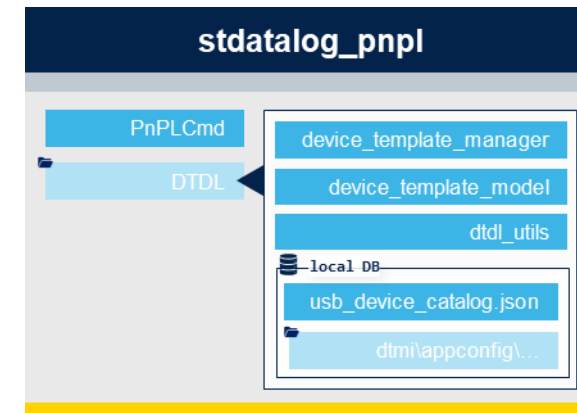 stdatalog_pnpl
PnPLCmd
DTDL
device_template_manager
device_template_model
dtdl_utils
local DB
usb_device_catalog.json
dtmi\appconfig\...